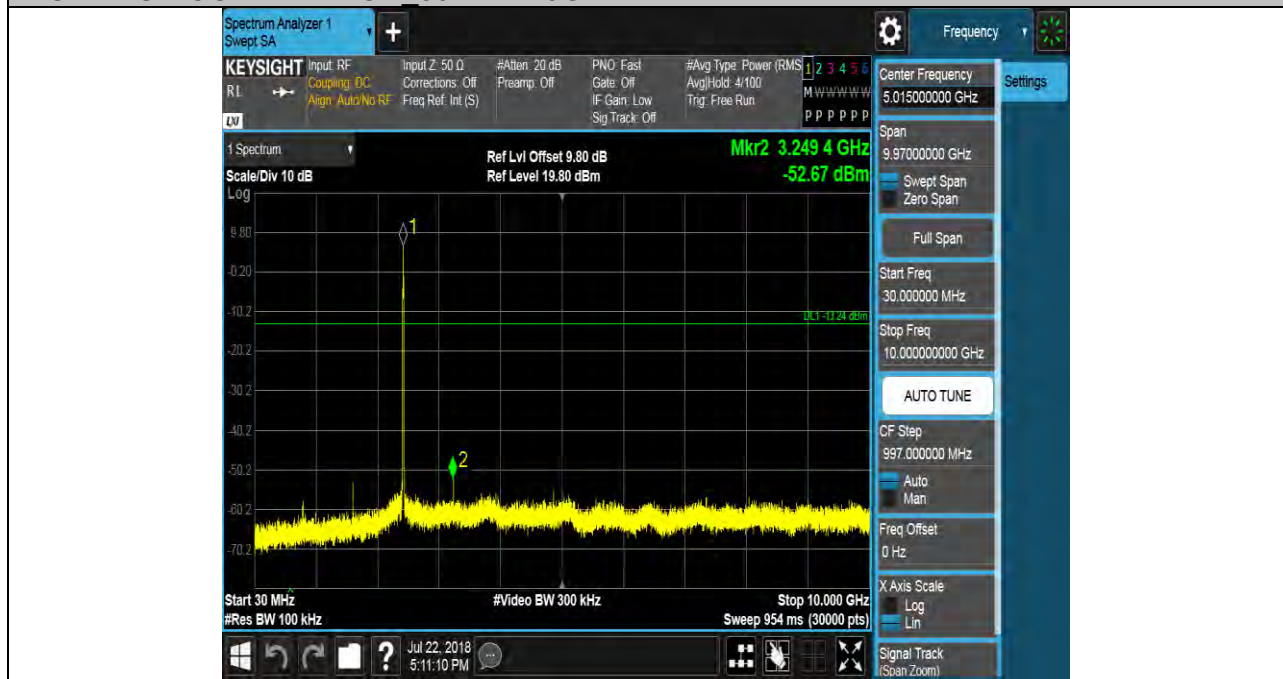 Spectrum Analyzer 1
Swept SA
+
Frequency
KEYSIGHT
RL
LXI
Input: RF
Coupling: DC
Align: Auto/No RF
Input Z: 50 Ω
Corrections: Off
Freq Ref: Int (S)
#Atten: 20 dB
Preamp: Off
PNO: Fast
Gate: Off
IF Gain: Low
Sig Track: Off
#Avg Type: Power (RMS
Avg|Hold: 4/100
Trig: Free Run
1 2 3 4 5 6
M W W W W W
P P P P P P
1 Spectrum
Scale/Div 10 dB
Log
Ref Lvl Offset 9.80 dB
Ref Level 19.80 dBm
Mkr2 3.249 4 GHz
-52.67 dBm
9.80
-0.20
-10.2
-20.2
-30.2
-40.2
-50.2
-60.2
-70.2
1
2
DL1 -13.24 dBm
Start 30 MHz
#Res BW 100 kHz
#Video BW 300 kHz
Stop 10.000 GHz
Sweep 954 ms (30000 pts)
Center Frequency
5.015000000 GHz
Settings
Span
9.97000000 GHz
Swept Span
Zero Span
Full Span
Start Freq
30.000000 MHz
Stop Freq
10.000000000 GHz
AUTO TUNE
CF Step
997.000000 MHz
Auto
Man
Freq Offset
0 Hz
X Axis Scale
Log
Lin
Signal Track
(Span Zoom)
?
Jul 22, 2018
5:11:10 PM